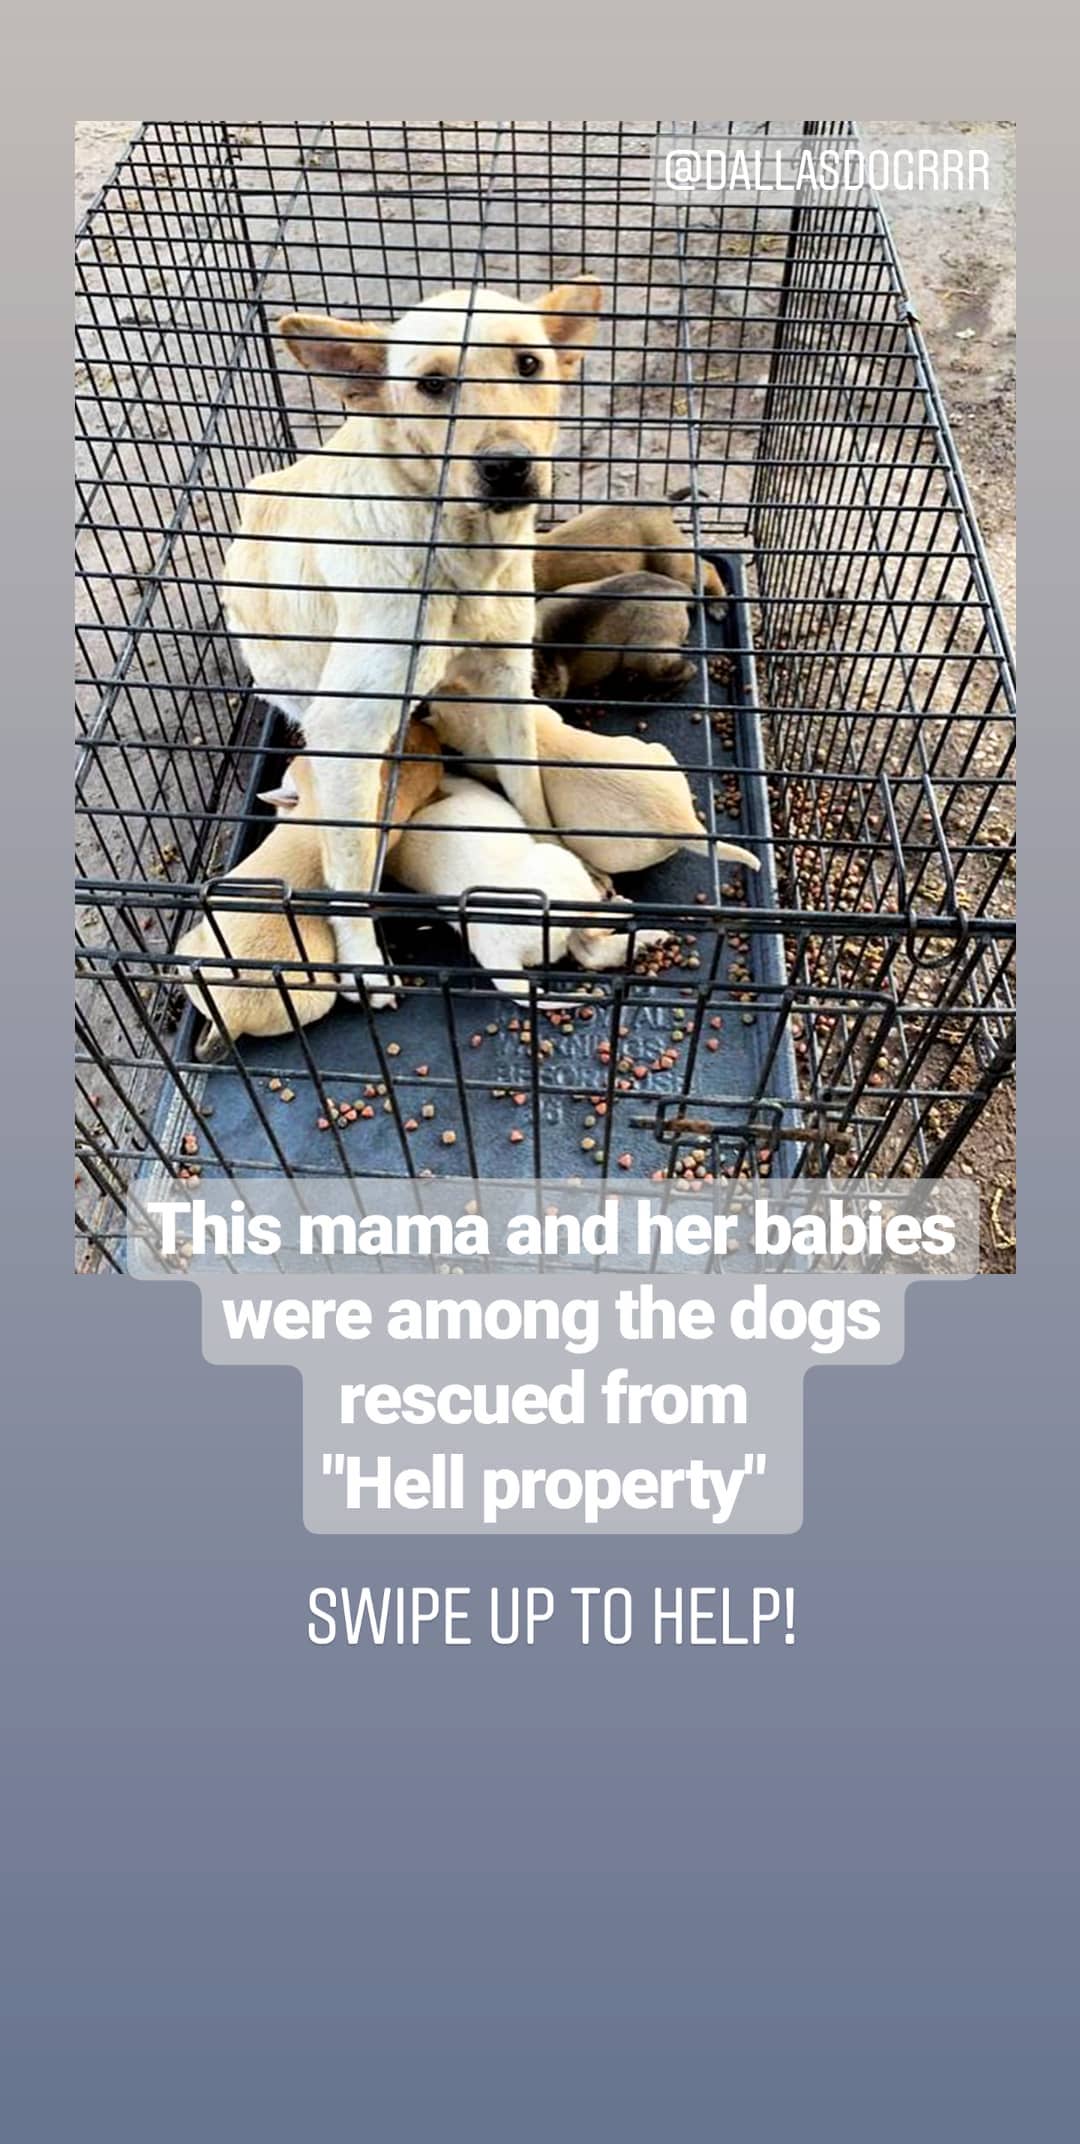 @DALLASDOGRRR
This mama and her babies
were among the dogs
rescued from
"Hell property"
SWIPE UP TO HELP!